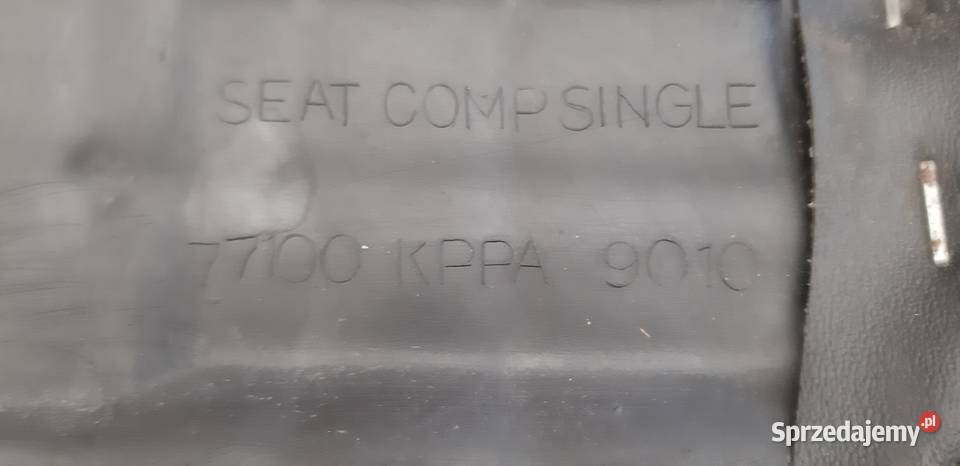 SEAT COMP SINGLE
77100 KPPA 9010
Sprzedajemy.pl